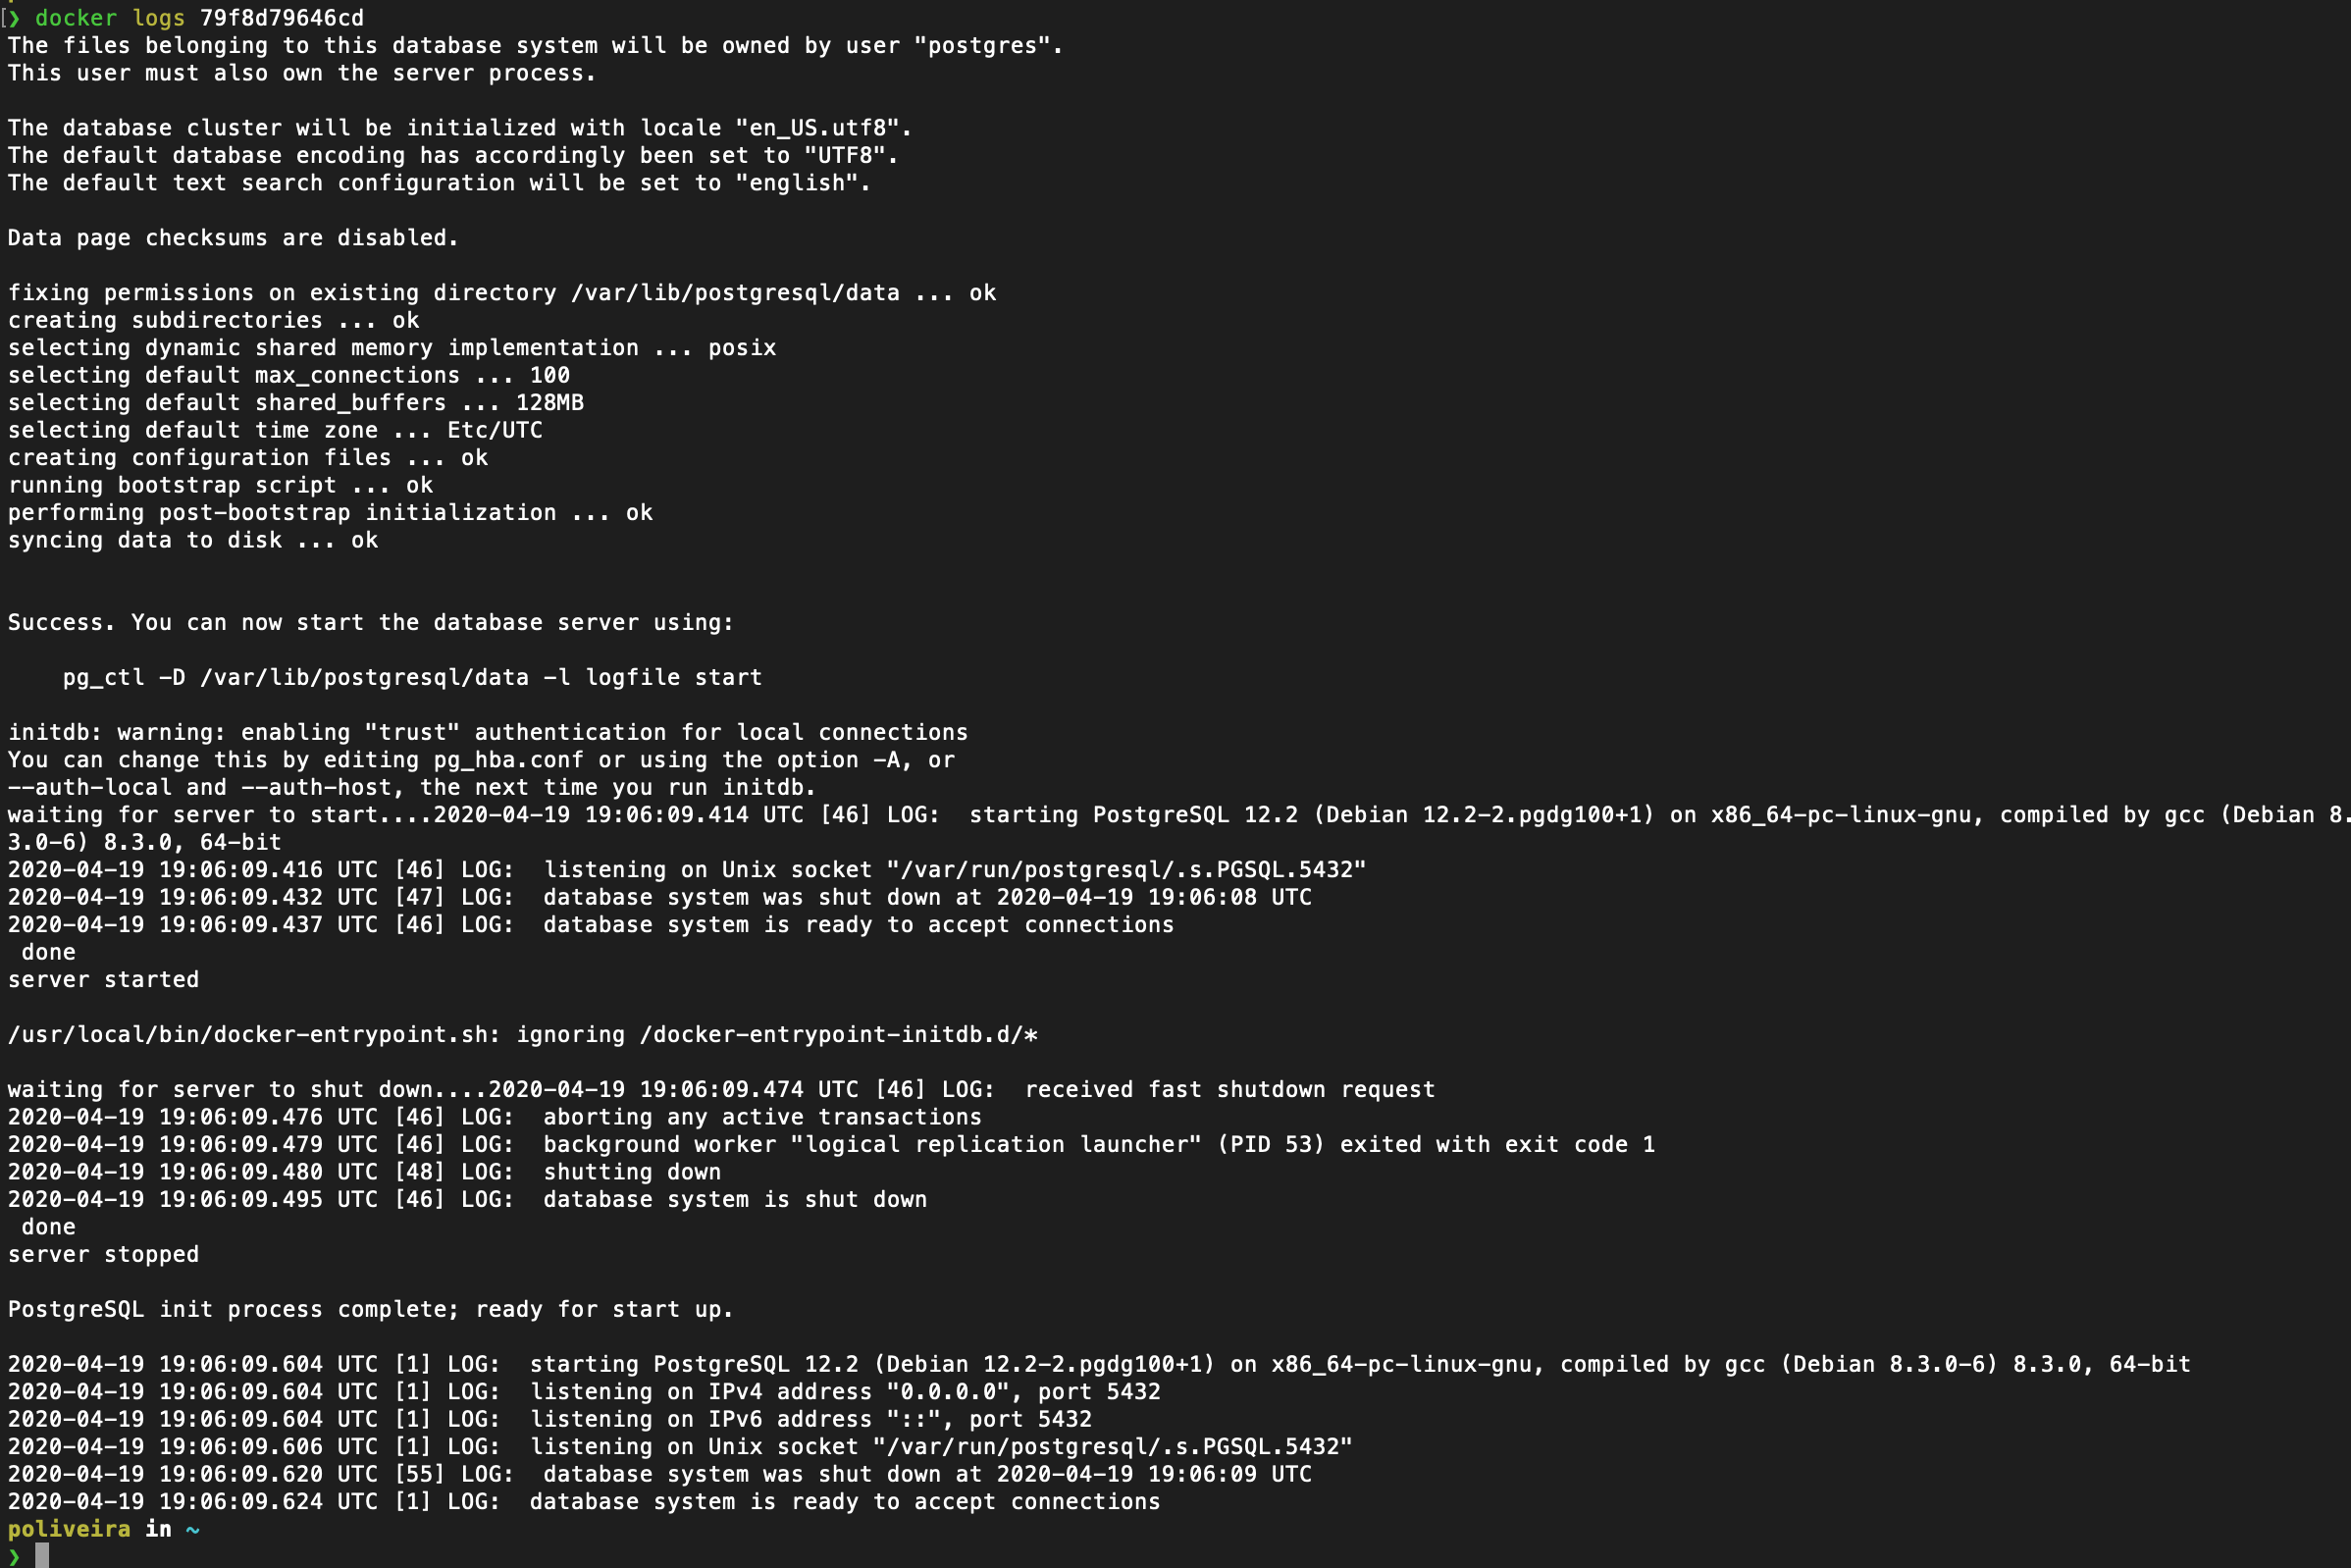 [❯ docker logs 79f8d79646cd
The files belonging to this database system will be owned by user "postgres".
This user must also own the server process.

The database cluster will be initialized with locale "en_US.utf8".
The default database encoding has accordingly been set to "UTF8".
The default text search configuration will be set to "english".

Data page checksums are disabled.

fixing permissions on existing directory /var/lib/postgresql/data ... ok
creating subdirectories ... ok
selecting dynamic shared memory implementation ... posix
selecting default max_connections ... 100
selecting default shared_buffers ... 128MB
selecting default time zone ... Etc/UTC
creating configuration files ... ok
running bootstrap script ... ok
performing post-bootstrap initialization ... ok
syncing data to disk ... ok


Success. You can now start the database server using:

    pg_ctl -D /var/lib/postgresql/data -l logfile start

initdb: warning: enabling "trust" authentication for local connections
You can change this by editing pg_hba.conf or using the option -A, or
--auth-local and --auth-host, the next time you run initdb.
waiting for server to start....2020-04-19 19:06:09.414 UTC [46] LOG:  starting PostgreSQL 12.2 (Debian 12.2-2.pgdg100+1) on x86_64-pc-linux-gnu, compiled by gcc (Debian 8.
3.0-6) 8.3.0, 64-bit
2020-04-19 19:06:09.416 UTC [46] LOG:  listening on Unix socket "/var/run/postgresql/.s.PGSQL.5432"
2020-04-19 19:06:09.432 UTC [47] LOG:  database system was shut down at 2020-04-19 19:06:08 UTC
2020-04-19 19:06:09.437 UTC [46] LOG:  database system is ready to accept connections
 done
server started

/usr/local/bin/docker-entrypoint.sh: ignoring /docker-entrypoint-initdb.d/*

waiting for server to shut down....2020-04-19 19:06:09.474 UTC [46] LOG:  received fast shutdown request
2020-04-19 19:06:09.476 UTC [46] LOG:  aborting any active transactions
2020-04-19 19:06:09.479 UTC [46] LOG:  background worker "logical replication launcher" (PID 53) exited with exit code 1
2020-04-19 19:06:09.480 UTC [48] LOG:  shutting down
2020-04-19 19:06:09.495 UTC [46] LOG:  database system is shut down
 done
server stopped

PostgreSQL init process complete; ready for start up.

2020-04-19 19:06:09.604 UTC [1] LOG:  starting PostgreSQL 12.2 (Debian 12.2-2.pgdg100+1) on x86_64-pc-linux-gnu, compiled by gcc (Debian 8.3.0-6) 8.3.0, 64-bit
2020-04-19 19:06:09.604 UTC [1] LOG:  listening on IPv4 address "0.0.0.0", port 5432
2020-04-19 19:06:09.604 UTC [1] LOG:  listening on IPv6 address "::", port 5432
2020-04-19 19:06:09.606 UTC [1] LOG:  listening on Unix socket "/var/run/postgresql/.s.PGSQL.5432"
2020-04-19 19:06:09.620 UTC [55] LOG:  database system was shut down at 2020-04-19 19:06:09 UTC
2020-04-19 19:06:09.624 UTC [1] LOG:  database system is ready to accept connections
poliveira in ~
❯